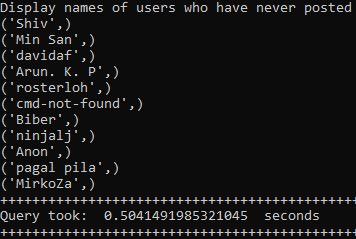 Display names of users who have never posted
('Shiv',)
('Min San',)
('davidaf',)
('Arun. K. P',)
('rosterloh',)
('cmd-not-found',)
('Biber',)
('ninjalj',)
('Anon',)
('pagal pila',)
('MirkoZa',)
++++++++++++++++++++++++++++++++++++++++++++
Query took:  0.5041491985321045  seconds
++++++++++++++++++++++++++++++++++++++++++++